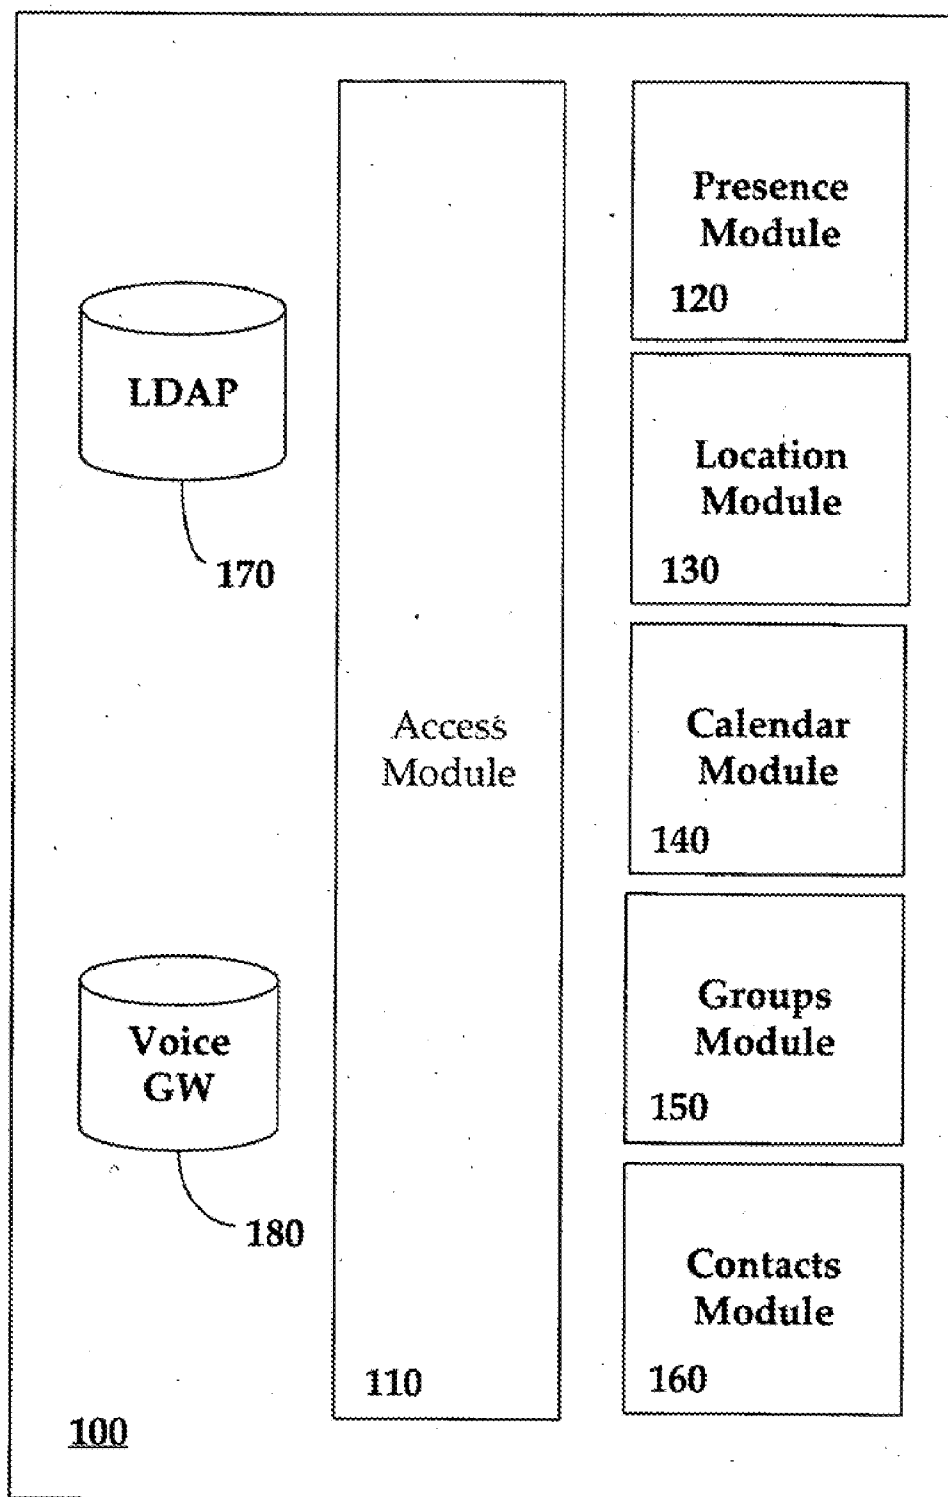 LDAP
170
Voice
GW
180
100
Access
Module
110
Presence
Module
120
Location
Module
130
Calendar
Module
140
Groups
Module
150
Contacts
Module
160